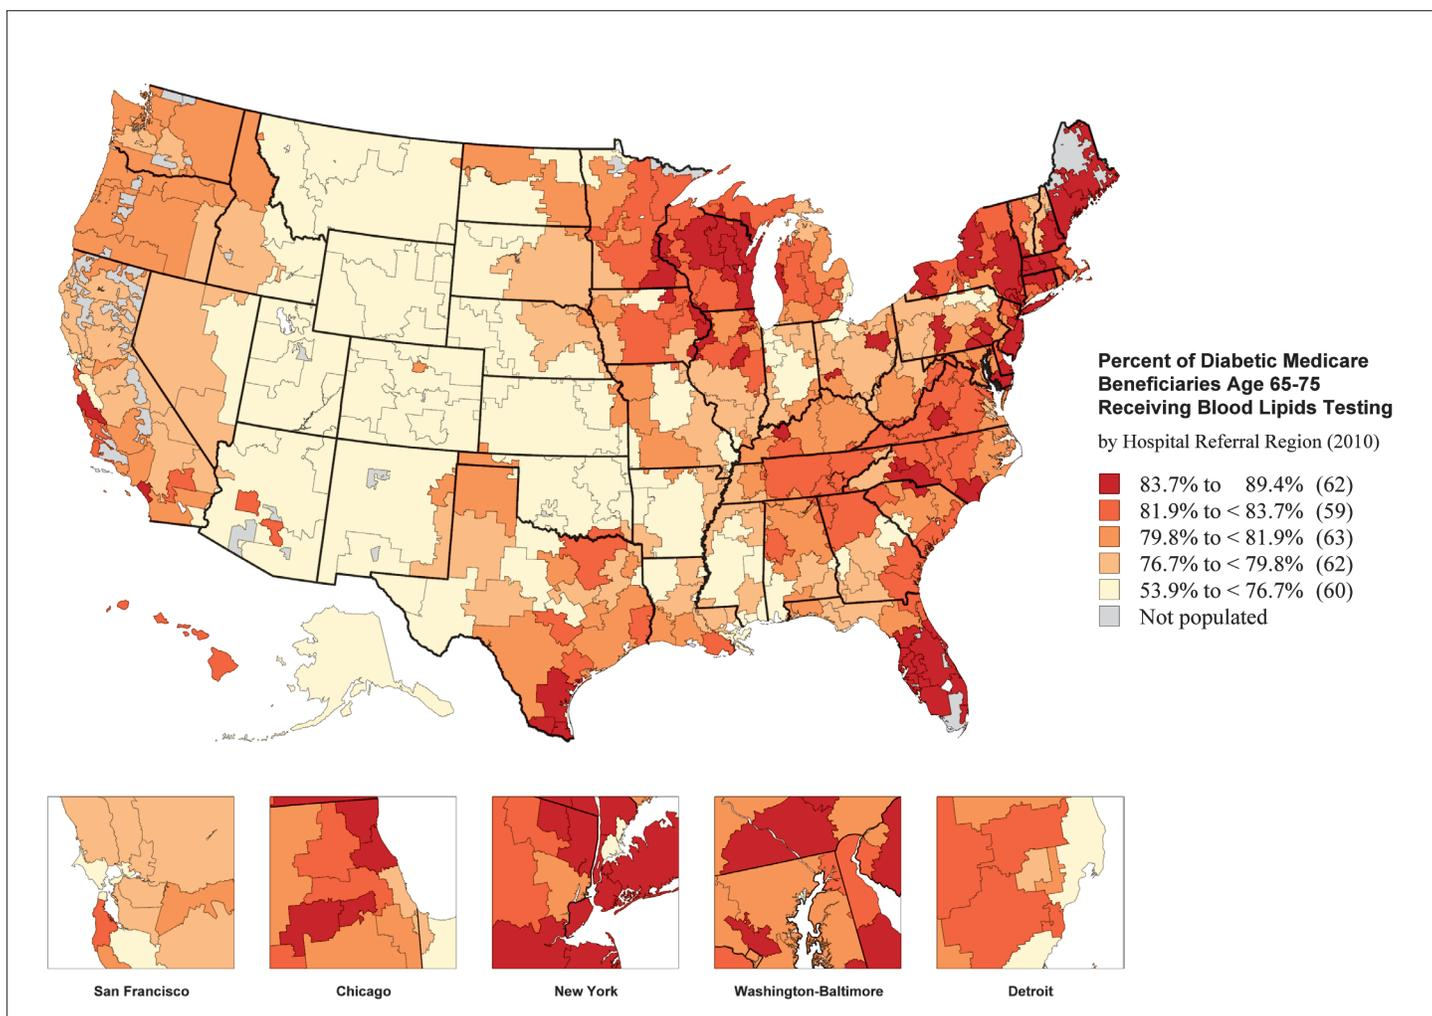 Percent of Diabetic Medicare
Beneficiaries Age 65-75
Receiving Blood Lipids Testing
by Hospital Referral Region (2010)
83.7% to 89.4% (62)
81.9% to < 83.7% (59)
79.8% to < 81.9% (63)
76.7% to < 79.8% (62)
53.9% to < 76.7% (60)
Not populated
San Francisco
Chicago
New York
Washington-Baltimore
Detroit